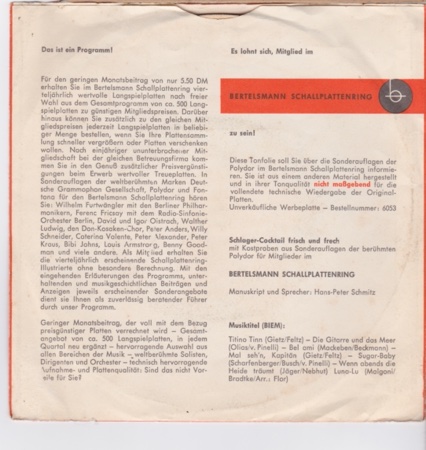 Das ist ein Programm!
Für den geringen Monatsbeitrag von nur 5.50 DM
erhalten Sie im Bertelsmann Schallplattenring vier-
teljährlich wertvolle Langspielplatten nach freier
Wahl aus dem Gesamtprogramm von ca. 500 Lang-
spielplatten zu günstigen Mitgliedspreisen. Darüber
hinaus können Sie zusätzlich zu den gleichen Mit-
gliedspreisen jederzeit Langspielplatten in beliebi-
ger Menge bestellen, wenn Sie Ihre Plattensamm-
lung schneller vergrößern oder Platten verschenken
wollen. Nach einjähriger ununterbrochener Mit-
gliedschaft bei der gleichen Betreuungsfirma kom-
men Sie in den Genuß zusätzlicher Preisvergünsti-
gungen beim Erwerb wertvoller Treueplatten. In
Sonderauflagen der weltberühmten Marken Deut-
sche Grammophon Gesellschaft, Polydor und Fon-
tana für den Bertelsmann Schallplattenring hören
Sie: Wilhelm Furtwängler mit den Berliner Philhar-
monikern, Ferenc Fricsay mit dem Radio-Sinfonie-
Orchester Berlin, David und Igor Oistrach, Walther
Ludwig, den Don-Kosaken-Chor, Peter Anders, Willy
Schneider, Caterina Valente, Peter Alexander, Peter
Kraus, Bibi Johns, Louis Armstrong, Benny Good-
man und viele andere. Als Mitglied erhalten Sie
die vierteljährlich erscheinende Schallplattenring-
Illustrierte ohne besondere Berechnung. Mit den
eingehenden Erläuterungen des Programms, unter-
haltenden und musikgeschichtlichen Beiträgen und
Anzeigen jeweils erscheinender Sonderangebote
dient sie Ihnen als zuverlässig beratender Führer
durch unser Programm.
Geringer Monatsbeitrag, der voll mit dem Bezug
preisgünstiger Platten verrechnet wird – Gesamt-
angebot von ca. 500 Langspielplatten, in jedem
Quartal neu ergänzt – hervorragende Auswahl aus
allen Bereichen der Musik – weltberühmte Solisten,
Dirigenten und Orchester – technisch hervorragende
Aufnahme- und Plattenqualität: Sind das nicht Vor-
teile für Sie?
Es lohnt sich, Mitglied im
BERTELSMANN SCHALLPLATTENRING
zu sein!
Diese Tonfolie soll Sie über die Sonderauflagen der
Polydor im Bertelsmann Schallplattenring informie-
ren. Sie ist aus einem anderen Material hergestellt
und in ihrer Tonqualität nicht maßgebend für die
vollendete technische Wiedergabe der Original-
Platten.
Unverkäufliche Werbeplatte – Bestellnummer: 6053
Schlager-Cocktail frisch und frech
mit Kostproben aus Sonderauflagen der berühmten
Polydor für Mitglieder im
BERTELSMANN SCHALLPLATTENRING
Manuskript und Sprecher: Hans-Peter Schmitz
Musiktitel (BIEM):
Titino Tinn (Gietz/Feltz) – Die Gitarre und das Meer
(Olias/v. Pinelli) – Bel ami (Mackeben/Beckmann) –
Mal seh'n, Kapitän (Gietz/Feltz) – Sugar-Baby
(Scharfenberger/Busch/v. Pinelli) – Wenn abends die
Heide träumt (Jäger/Nebhut) Luna-Lu (Malgoni/
Bradtke/Arr.: Flor)